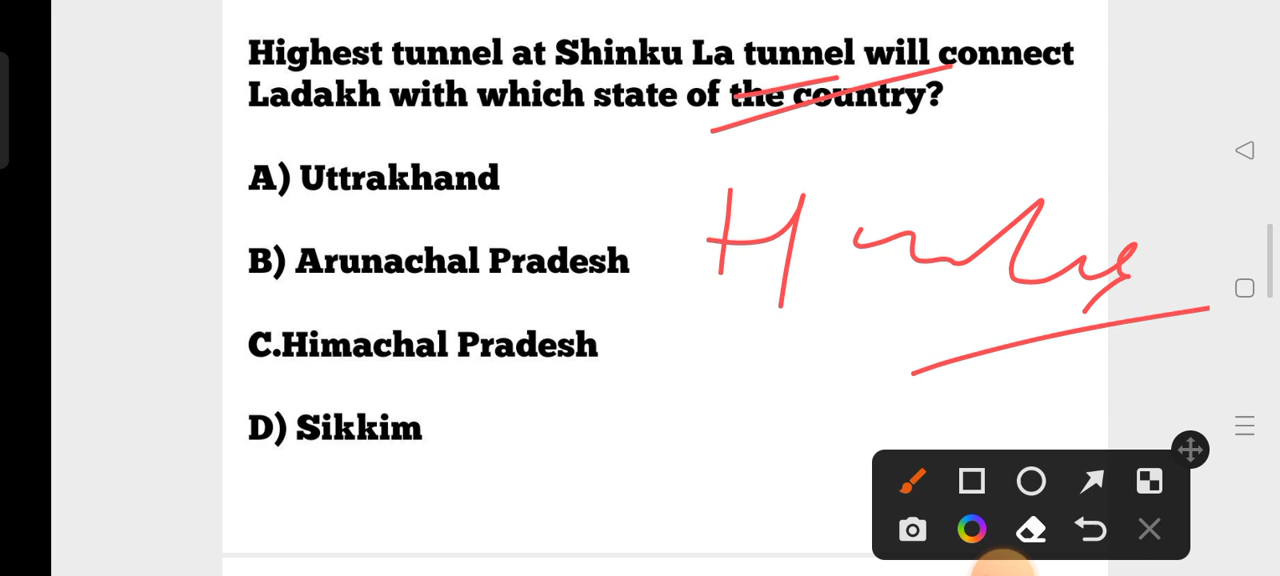 Highest tunnel at Shinku La tunnel will connect
Ladakh with which state of the country?
A) Uttrakhand
B) Arunachal Pradesh
C.Himachal Pradesh
D) Sikkim